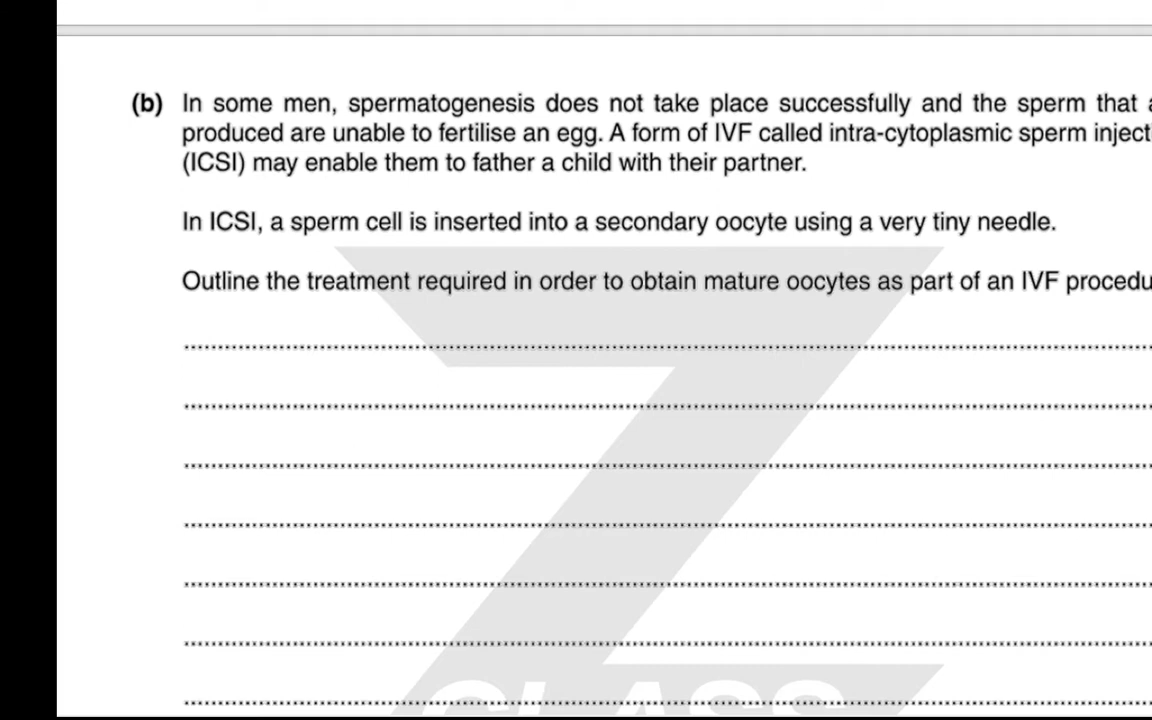 (b) In some men, spermatogenesis does not take place successfully and the sperm that
produced are unable to fertilise an egg. A form of IVF called intra-cytoplasmic sperm
(ICSI) may enable them to father a child with their partner.
In ICSI, a sperm cell is inserted into a secondary oocyte using a very tiny needle.
Outline the treatment required in order to obtain mature oocytes as part of an IVF
CLASS